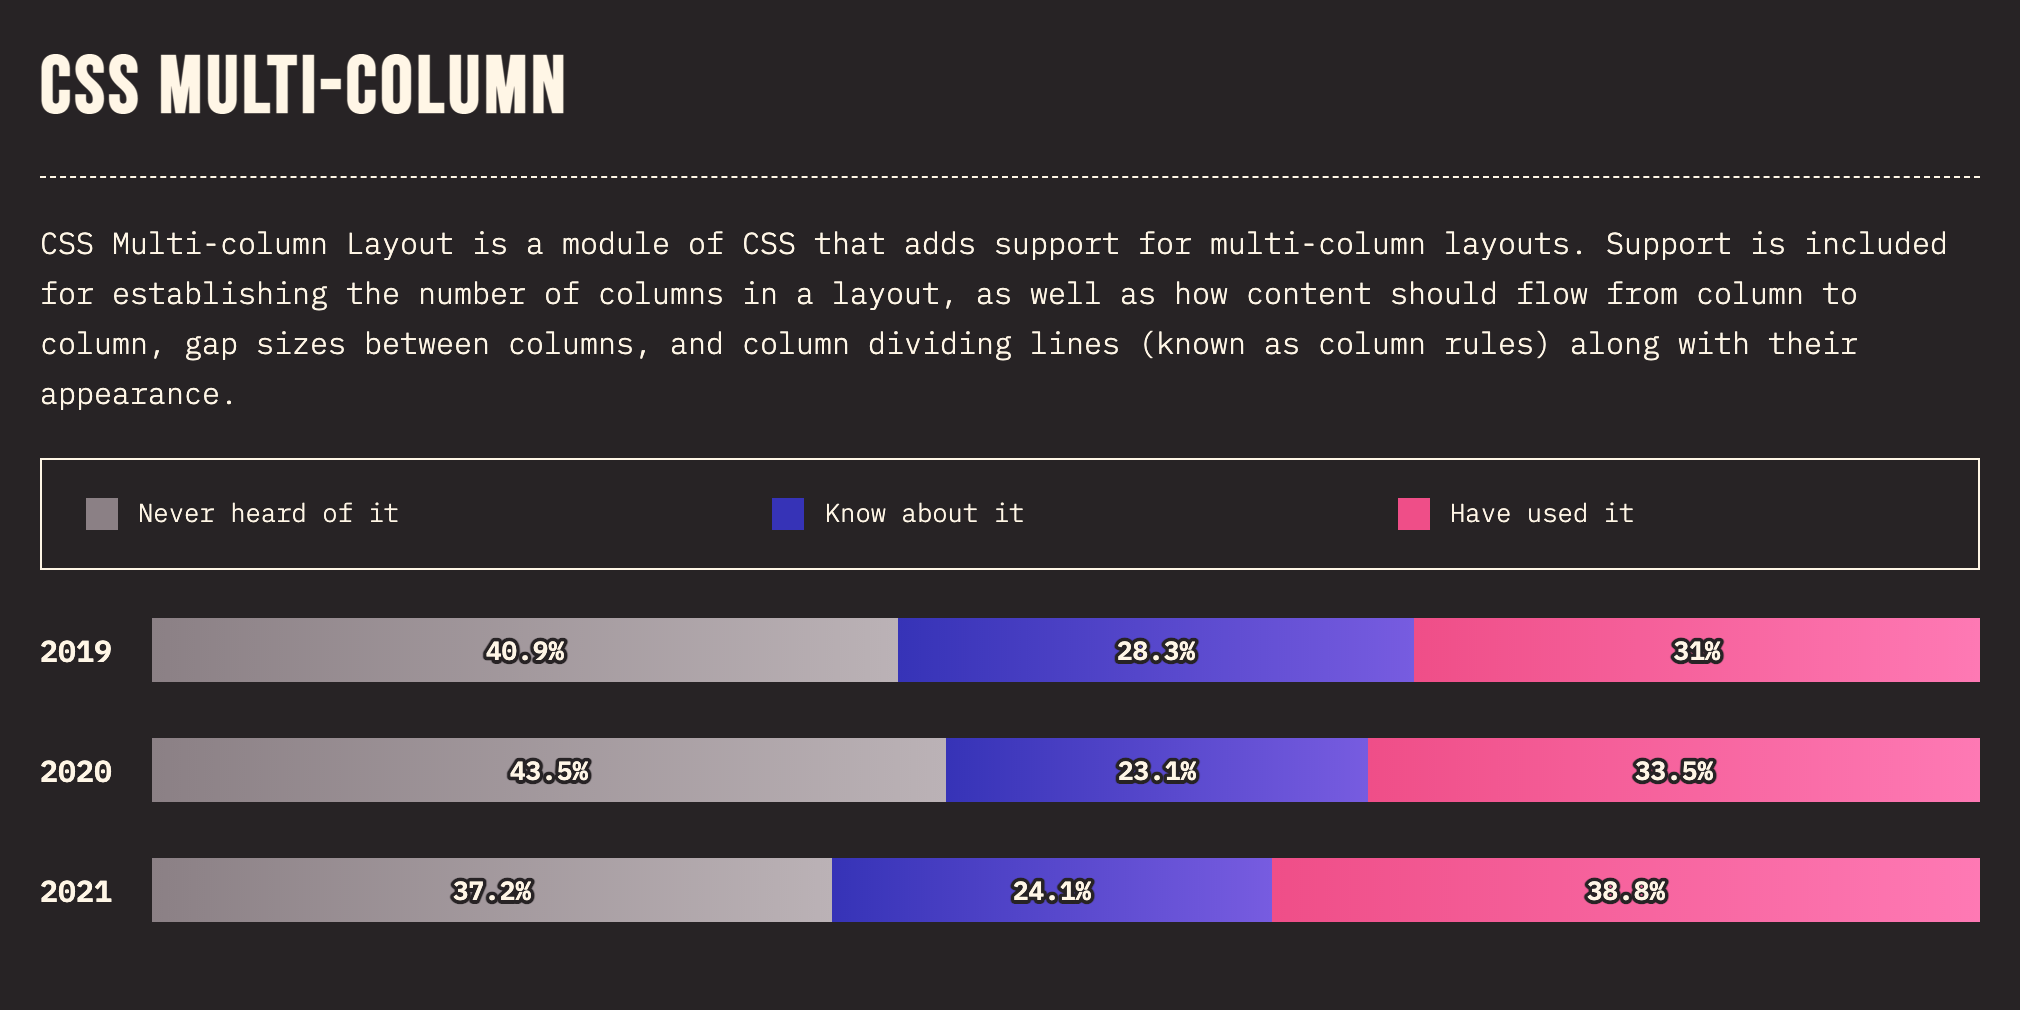 CSS MULTI-COLUMN
CSS Multi-column Layout is a module of CSS that adds support for multi-column layouts. Support is included
for establishing the number of columns in a layout, as well as how content should flow from column to
column, gap sizes between columns, and column dividing lines (known as column rules) along with their
appearance.
Never heard of it Know about it Have used it
2019 40.9% 28.3% 31%
2020 43.5% 23.1% 33.5%
2021 37.2% 24.1% 38.8%